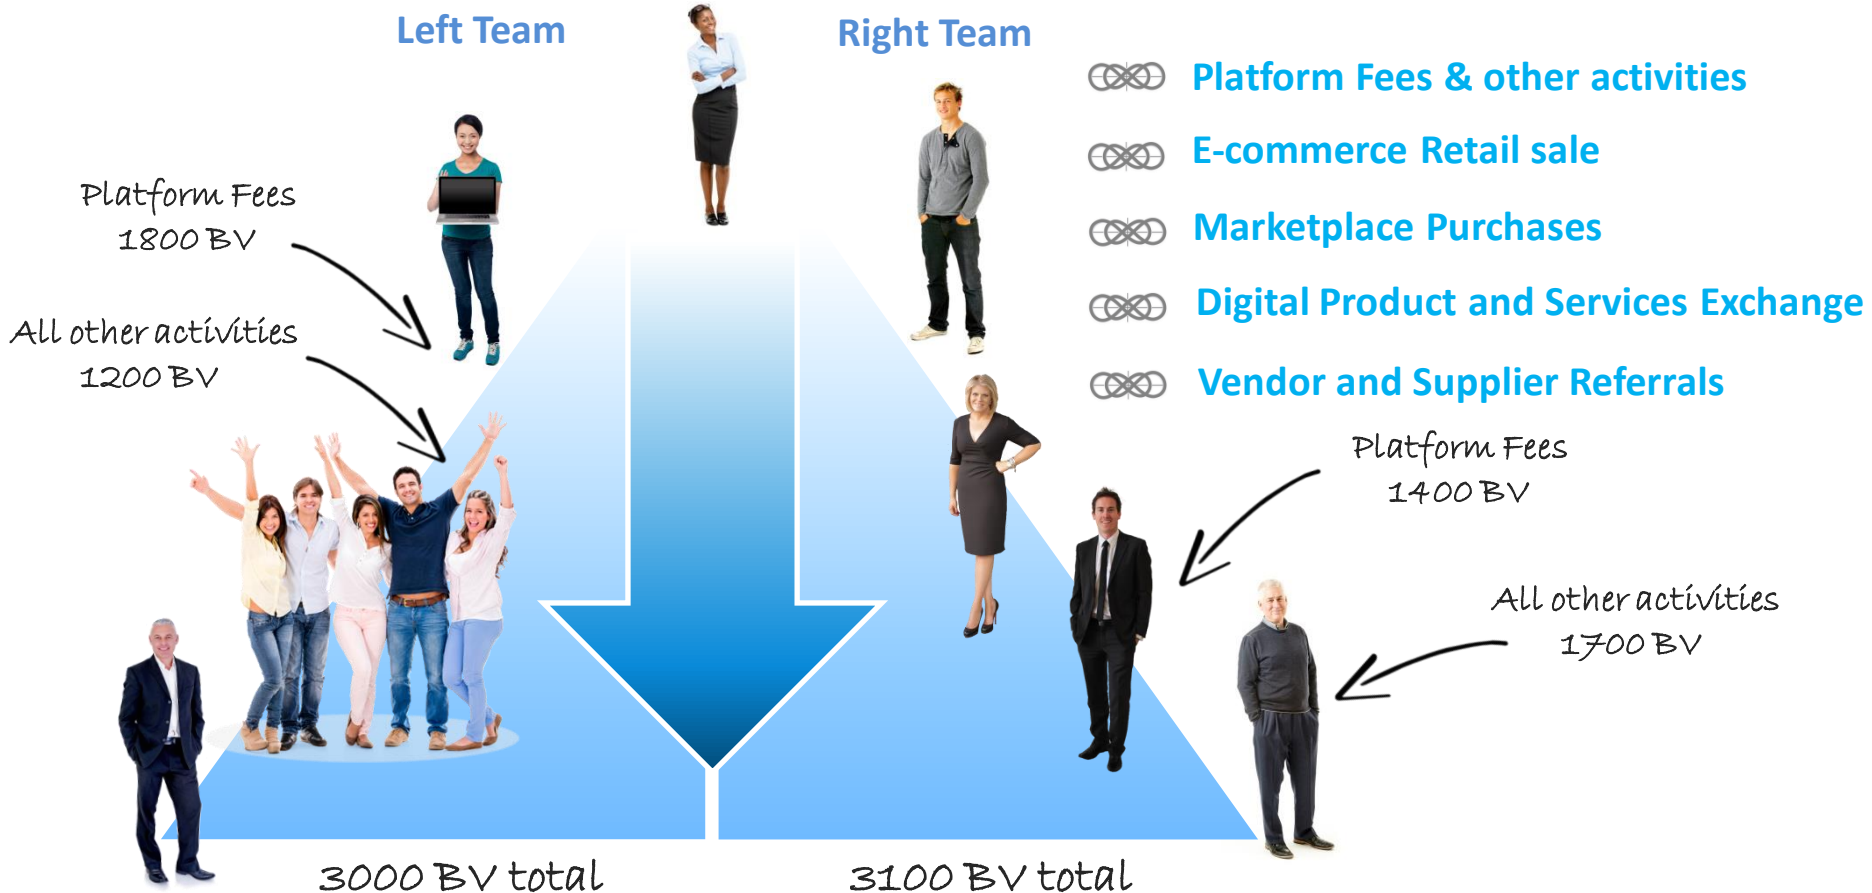 Left Team
Right Team
Platform Fees & other activities
E-commerce Retail sale
Marketplace Purchases
Digital Product and Services Exchange
Vendor and Supplier Referrals
Platform Fees
1800 BV
All other activities
1200 BV
Platform Fees
1400 BV
All other activities
1700 BV
3000 BV total
3100 BV total